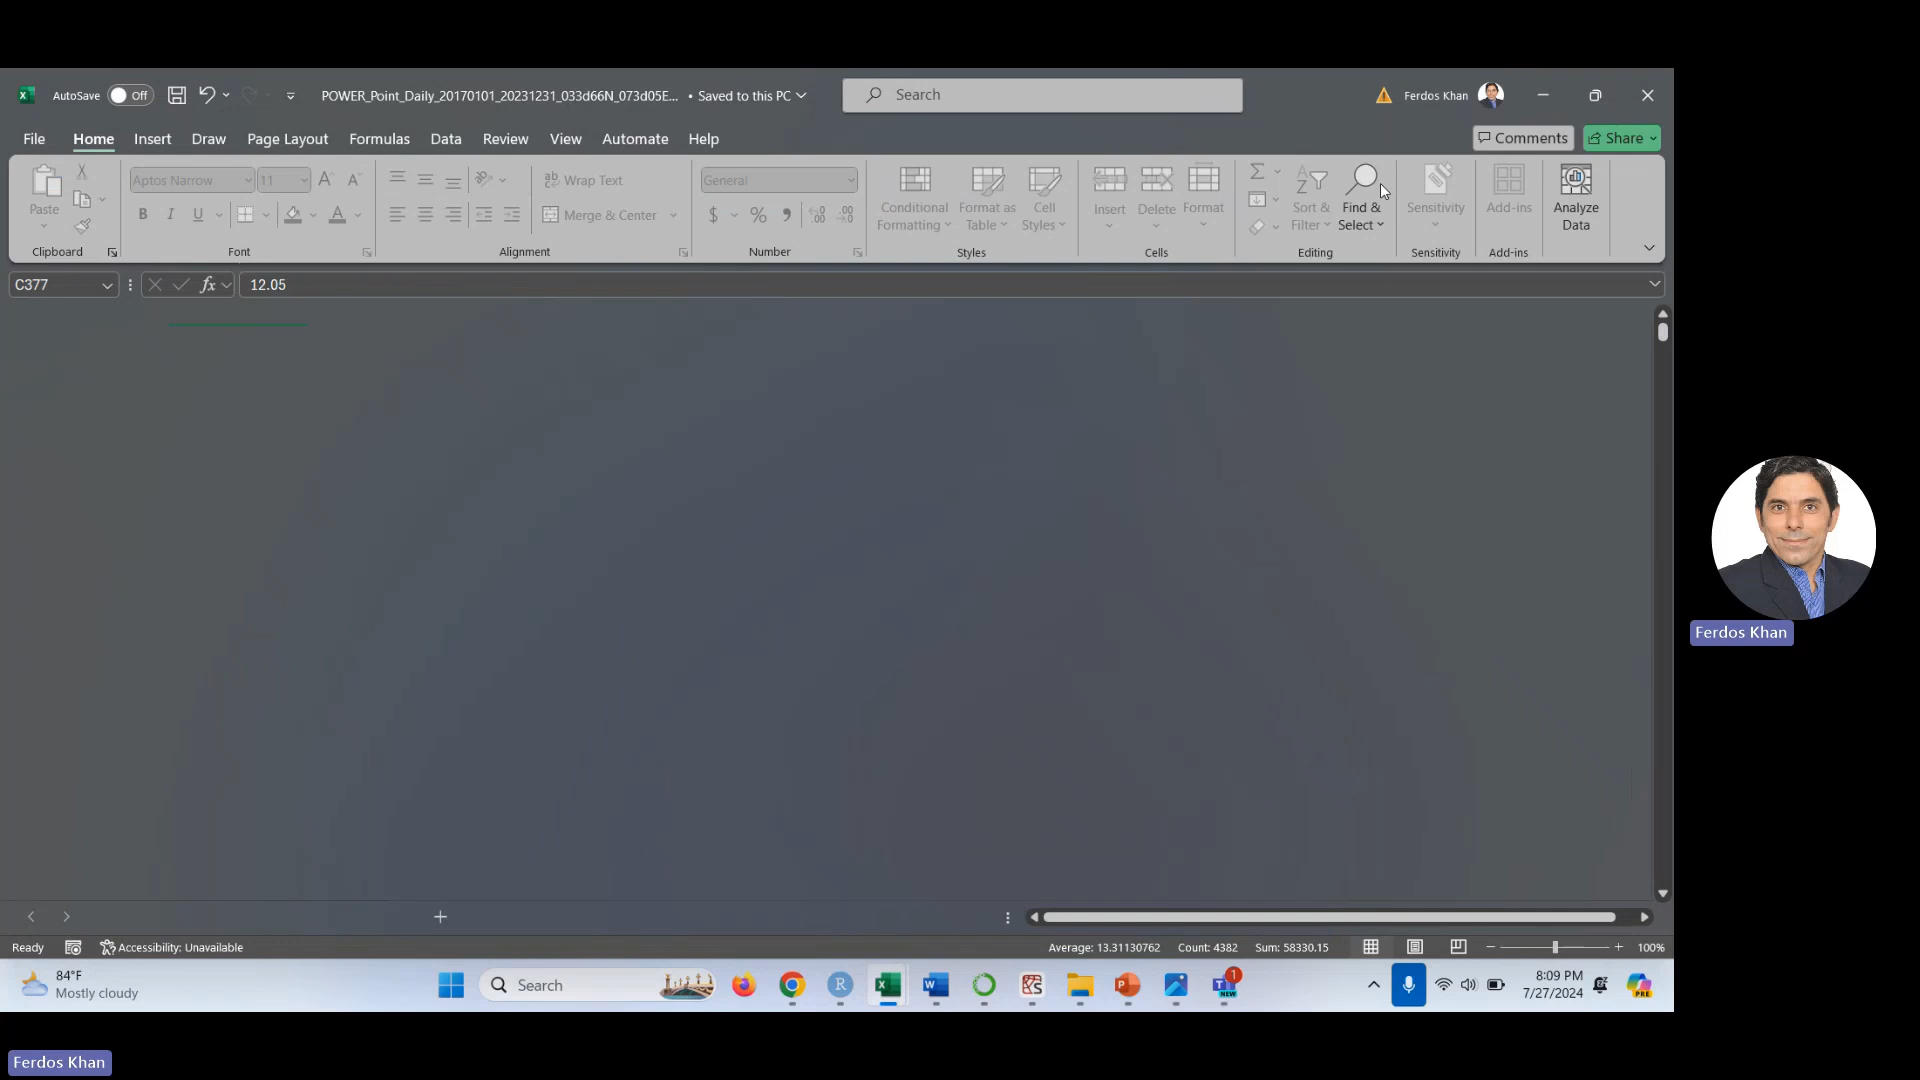 AutoSave Off POWER_Point_Daily_20170101_20231231_033d66N_073d05E... • Saved to this PC Search Ferdos Khan
File Home Insert Draw Page Layout Formulas Data Review View Automate Help Comments Share
Paste Aptos Narrow 11 Wrap Text General Conditional Formatting Format as Table Cell Styles Insert Delete Format Sort & Filter Find & Select Sensitivity Add-ins Analyze Data
B I U Merge & Center $ %
Clipboard Font Alignment Number Styles Cells Editing Sensitivity Add-ins
C377 fx 12.05
Ready Accessibility: Unavailable Average: 13.31130762 Count: 4382 Sum: 58330.15 100%
84°F
Mostly cloudy
Search
1
NEW
8:09 PM
7/27/2024
PRE
Ferdos Khan
Ferdos Khan